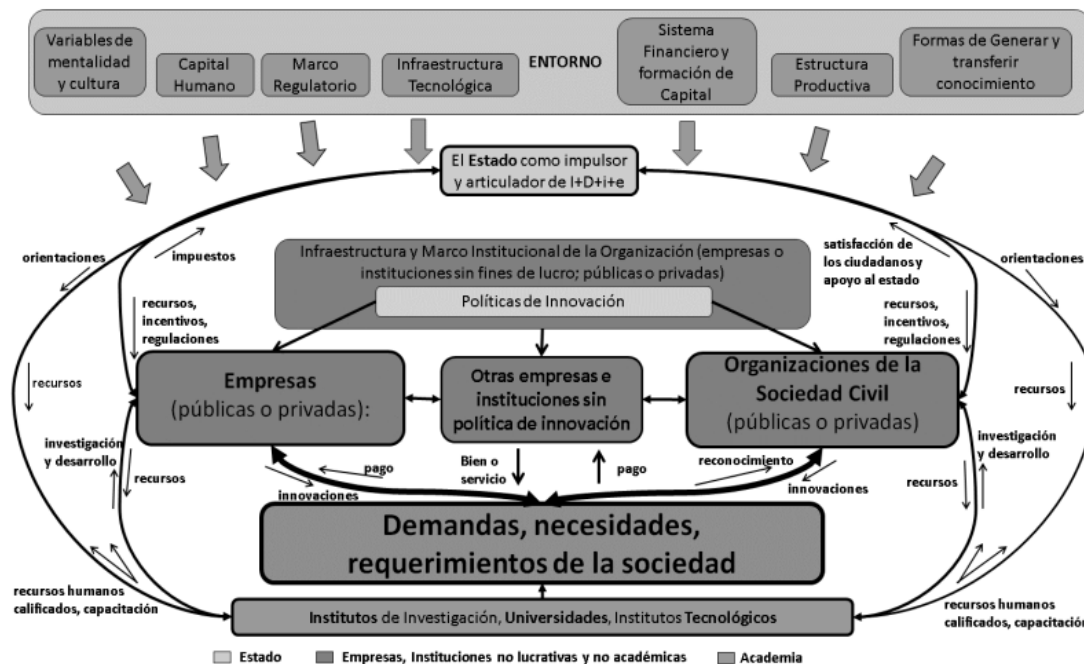 Variables de
mentalidad
y cultura
Capital
Humano
Marco
Regulatorio
Infraestructura
Tecnológica
ENTORNO
Sistema
Financiero y
formación de
Capital
Estructura
Productiva
Formas de Generar y
transferir
conocimiento
El Estado como impulsor
y articulador de I+D+i+e
orientaciones
impuestos
satisfacción de
los ciudadanos y
apoyo al estado
orientaciones
Infraestructura y Marco Institucional de la Organización (empresas o
instituciones sin fines de lucro; públicas o privadas)
Políticas de Innovación
recursos,
incentivos,
regulaciones
recursos,
incentivos,
regulaciones
recursos
recursos
Empresas
(públicas o privadas):
Otras empresas e
instituciones sin
política de innovación
Organizaciones de la
Sociedad Civil
(públicas o privadas)
investigación
y desarrollo
recursos
pago
innovaciones
Bien o
servicio
pago
reconocimiento
innovaciones
investigación
y desarrollo
recursos
Demandas, necesidades,
requerimientos de la sociedad
recursos humanos
calificados, capacitación
recursos humanos
calificados, capacitación
Institutos de Investigación, Universidades, Institutos Tecnológicos
Estado
Empresas, Instituciones no lucrativas y no académicas
Academia